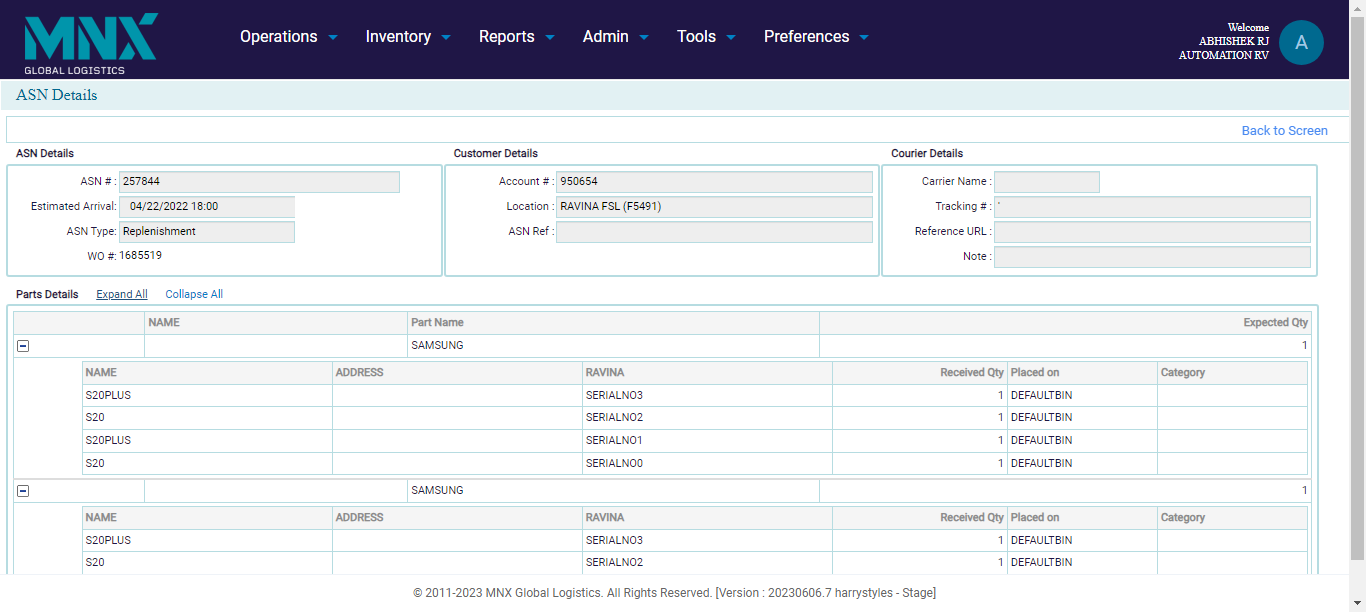 MNX
GLOBAL LOGISTICS
Operations Inventory Reports Admin Tools Preferences
Welcome
ABHISHEK RJ
AUTOMATION RV
A
ASN Details
Back to Screen
ASN Details Customer Details Courier Details
ASN # : 257844 Account # : 950654 Carrier Name :
Estimated Arrival: 04/22/2022 18:00 Location : RAVINA FSL (F5491) Tracking # : '
ASN Type: Replenishment ASN Ref : Reference URL :
WO #: 1685519 Note :
Parts Details Expand All Collapse All
NAME Part Name Expected Qty
SAMSUNG 1
NAME ADDRESS RAVINA Received Qty Placed on Category
S20PLUS SERIALNO3 1 DEFAULTBIN
S20 SERIALNO2 1 DEFAULTBIN
S20PLUS SERIALNO1 1 DEFAULTBIN
S20 SERIALNO0 1 DEFAULTBIN
SAMSUNG 1
NAME ADDRESS RAVINA Received Qty Placed on Category
S20PLUS SERIALNO3 1 DEFAULTBIN
S20 SERIALNO2 1 DEFAULTBIN
© 2011-2023 MNX Global Logistics. All Rights Reserved. [Version : 20230606.7 harrystyles - Stage]